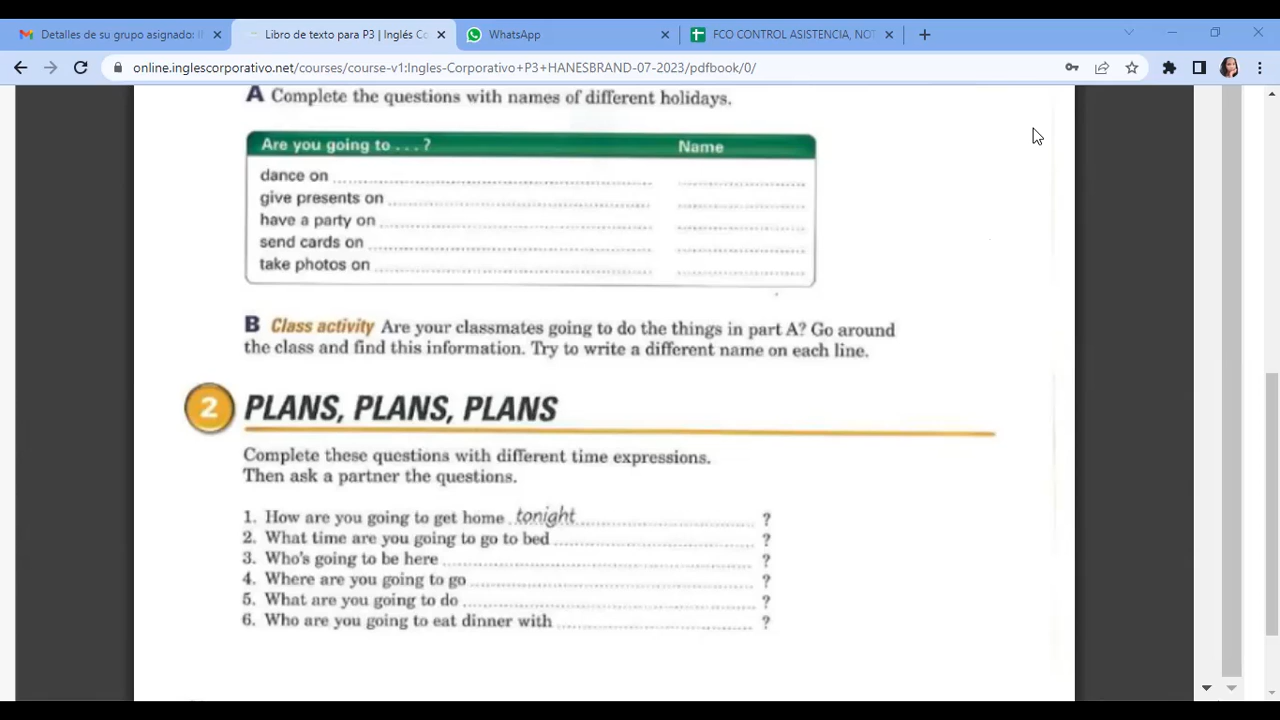 Detalles de su grupo asignado: I
Libro de texto para P3 | Inglés Co
WhatsApp
FCO CONTROL ASISTENCIA, NOT
online.inglescorporativo.net/courses/course-v1:Ingles-Corporativo+P3+HANESBRAND-07-2023/pdfbook/0/
A Complete the questions with names of different holidays.
Are you going to . . . ? Name
dance on
give presents on
have a party on
send cards on
take photos on
B Class activity Are your classmates going to do the things in part A? Go around
the class and find this information. Try to write a different name on each line.
2 PLANS, PLANS, PLANS
Complete these questions with different time expressions.
Then ask a partner the questions.
1. How are you going to get home tonight ?
2. What time are you going to go to bed ?
3. Who's going to be here ?
4. Where are you going to go ?
5. What are you going to do ?
6. Who are you going to eat dinner with ?